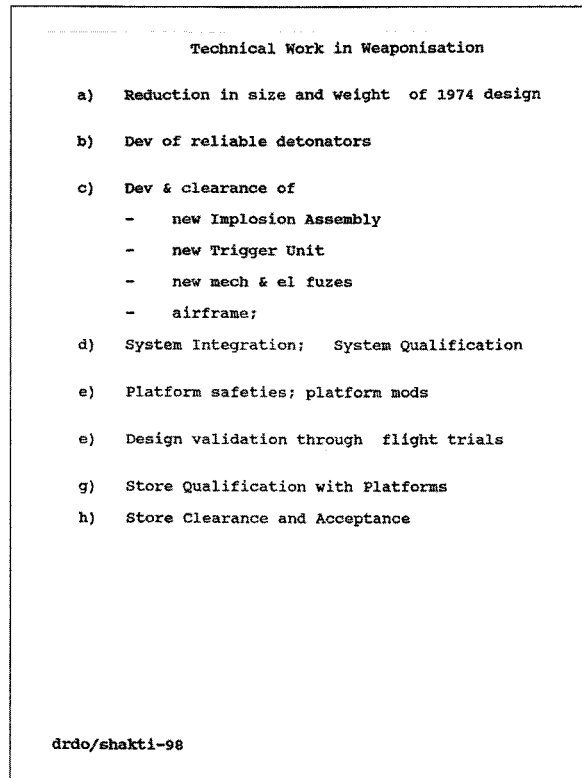 Technical Work in Weaponisation
a) Reduction in size and weight of 1974 design
b) Dev of reliable detonators
c) Dev & clearance of
- new Implosion Assembly
- new Trigger Unit
- new mech & el fuzes
- airframe;
d) System Integration; System Qualification
e) Platform safeties; platform mods
e) Design validation through flight trials
g) Store Qualification with Platforms
h) Store Clearance and Acceptance
drdo/shakti-98